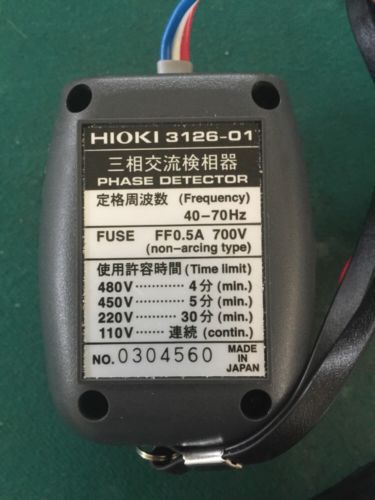 HIOKI 3126-01
三相交流検相器
PHASE DETECTOR
定格周波数 (Frequency)
40-70Hz
FUSE FF0.5A 700V
(non-arcing type)
使用許容時間 (Time limit)
480V············ 4分 (min.)
450V············ 5分 (min.)
220V············ 30分 (min.)
110V······· 連続 (contin.)
NO. 0304560 MADE IN JAPAN